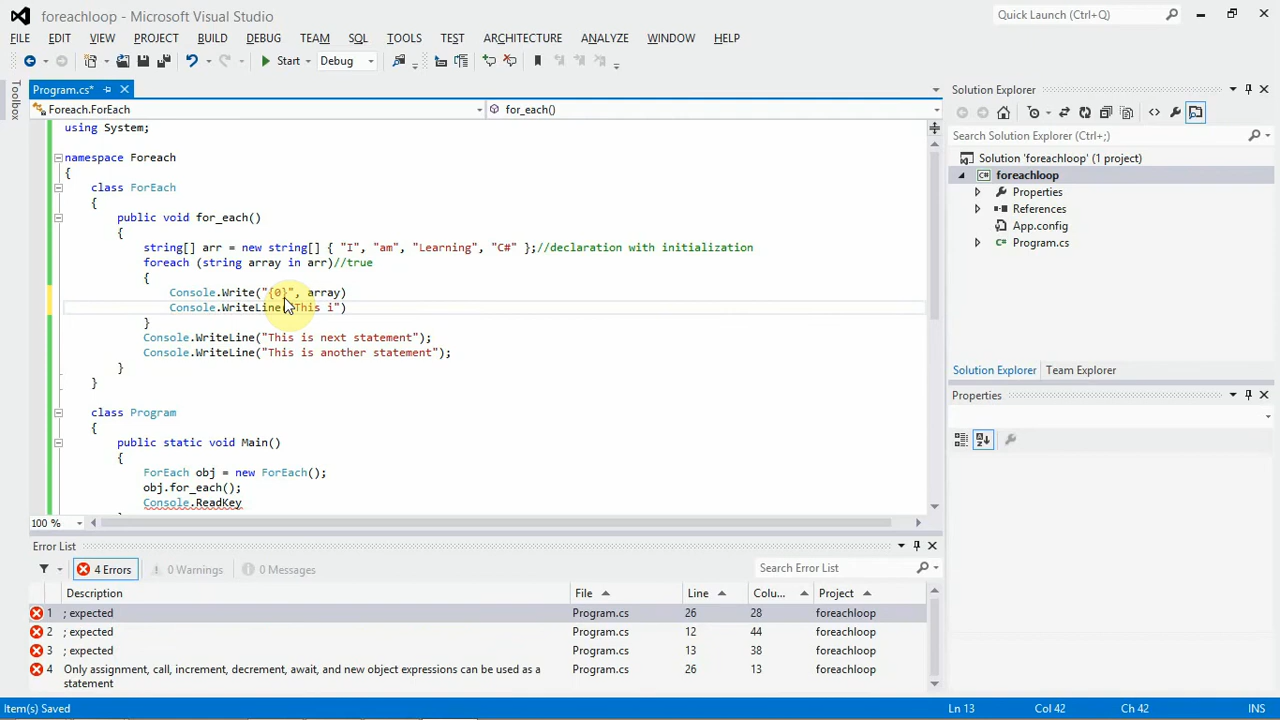 foreachloop - Microsoft Visual Studio
Quick Launch (Ctrl+Q)
FILE EDIT VIEW PROJECT BUILD DEBUG TEAM SQL TOOLS TEST ARCHITECTURE ANALYZE WINDOW HELP
Start Debug
Toolbox
Program.cs*
Foreach.ForEach for_each()
using System;
namespace Foreach
{
class ForEach
{
public void for_each()
{
string[] arr = new string[] { "I", "am", "Learning", "C#" };//declaration with initialization
foreach (string array in arr)//true
{
Console.Write("{0}", array)
Console.WriteLine("This i")
}
Console.WriteLine("This is next statement");
Console.WriteLine("This is another statement");
}
}
class Program
{
public static void Main()
{
ForEach obj = new ForEach();
obj.for_each();
Console.ReadKey
100 %
Solution Explorer
Search Solution Explorer (Ctrl+;)
Solution 'foreachloop' (1 project)
C# foreachloop
Properties
References
App.config
Program.cs
Solution Explorer Team Explorer
Properties
Error List
4 Errors 0 Warnings 0 Messages
Search Error List
Description File Line Colu... Project
1 ; expected Program.cs 26 28 foreachloop
2 ; expected Program.cs 12 44 foreachloop
3 ; expected Program.cs 13 38 foreachloop
4 Only assignment, call, increment, decrement, await, and new object expressions can be used as a Program.cs 26 13 foreachloop
statement
Item(s) Saved Ln 13 Col 42 Ch 42 INS